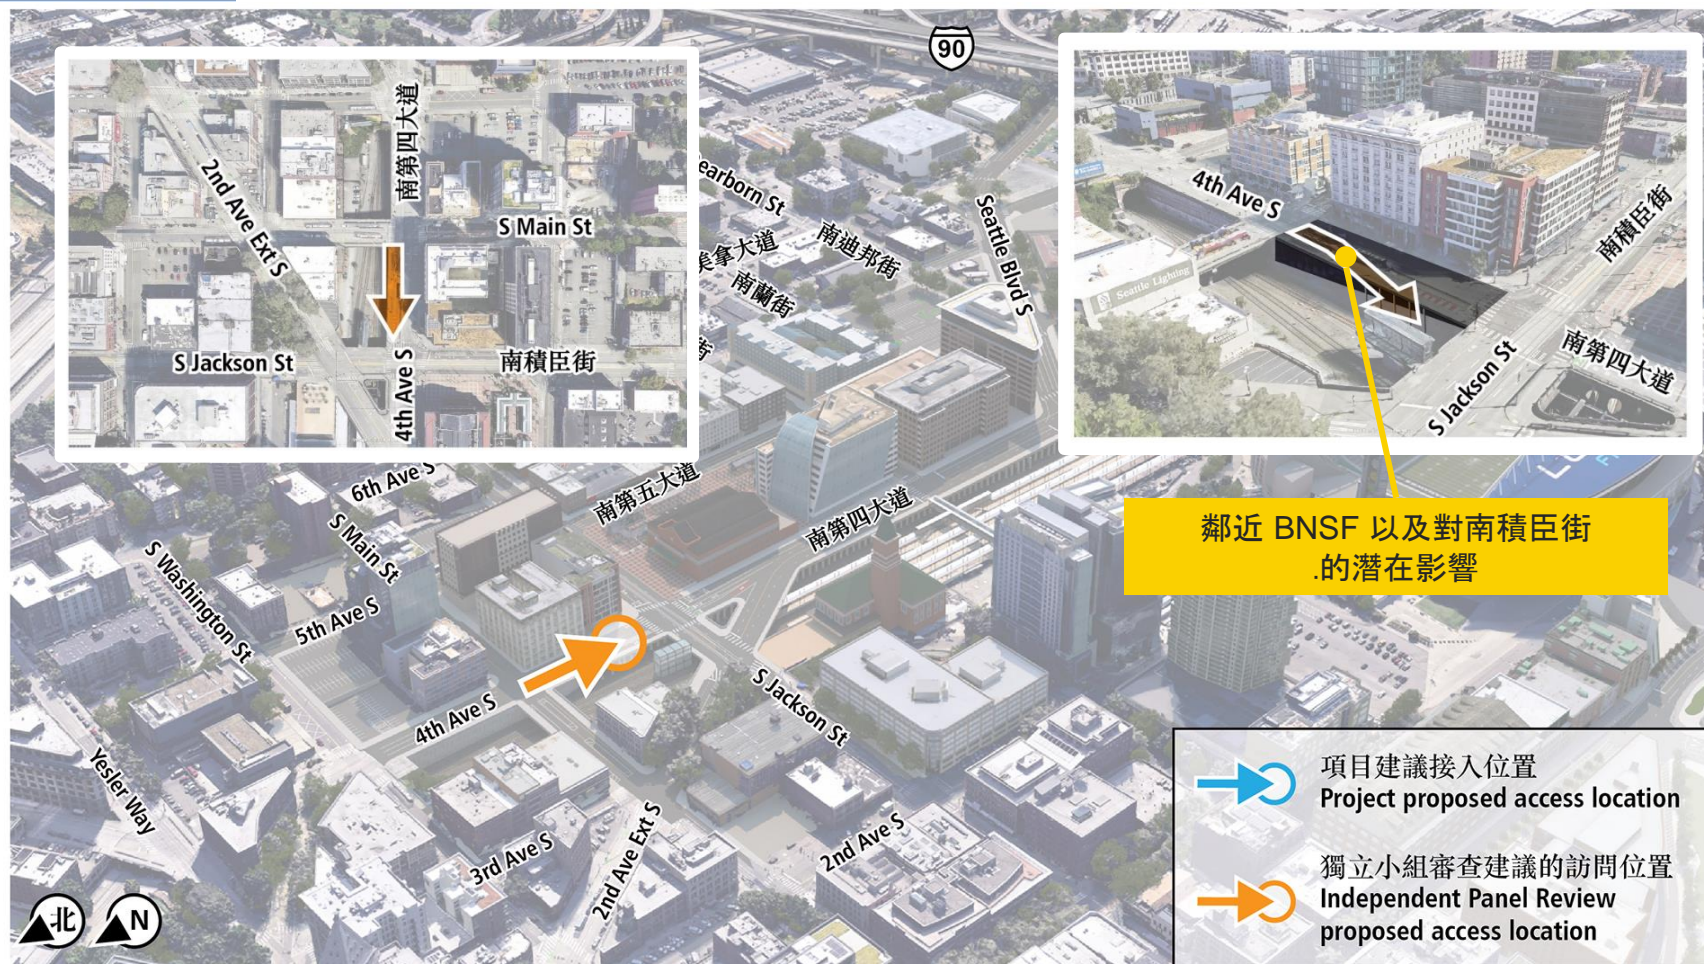 90
南第四大道
2nd Ave Ext S
S Main St
S Jackson St
4th Ave S
南積臣街
earborn St
美拿大道
南迪邦街
南蘭街
街
Seattle Blvd S
4th Ave S
Seattle Lighting
南積臣街
南第四大道
S Jackson St
鄰近 BNSF 以及對南積臣街
.的潛在影響
6th Ave S
南第五大道
南第四大道
S Main St
S Washington St
5th Ave S
4th Ave S
S Jackson St
Yesler Way
3rd Ave S
2nd Ave Ext S
2nd Ave S
北
N
項目建議接入位置
Project proposed access location
獨立小組審查建議的訪問位置
Independent Panel Review
proposed access location